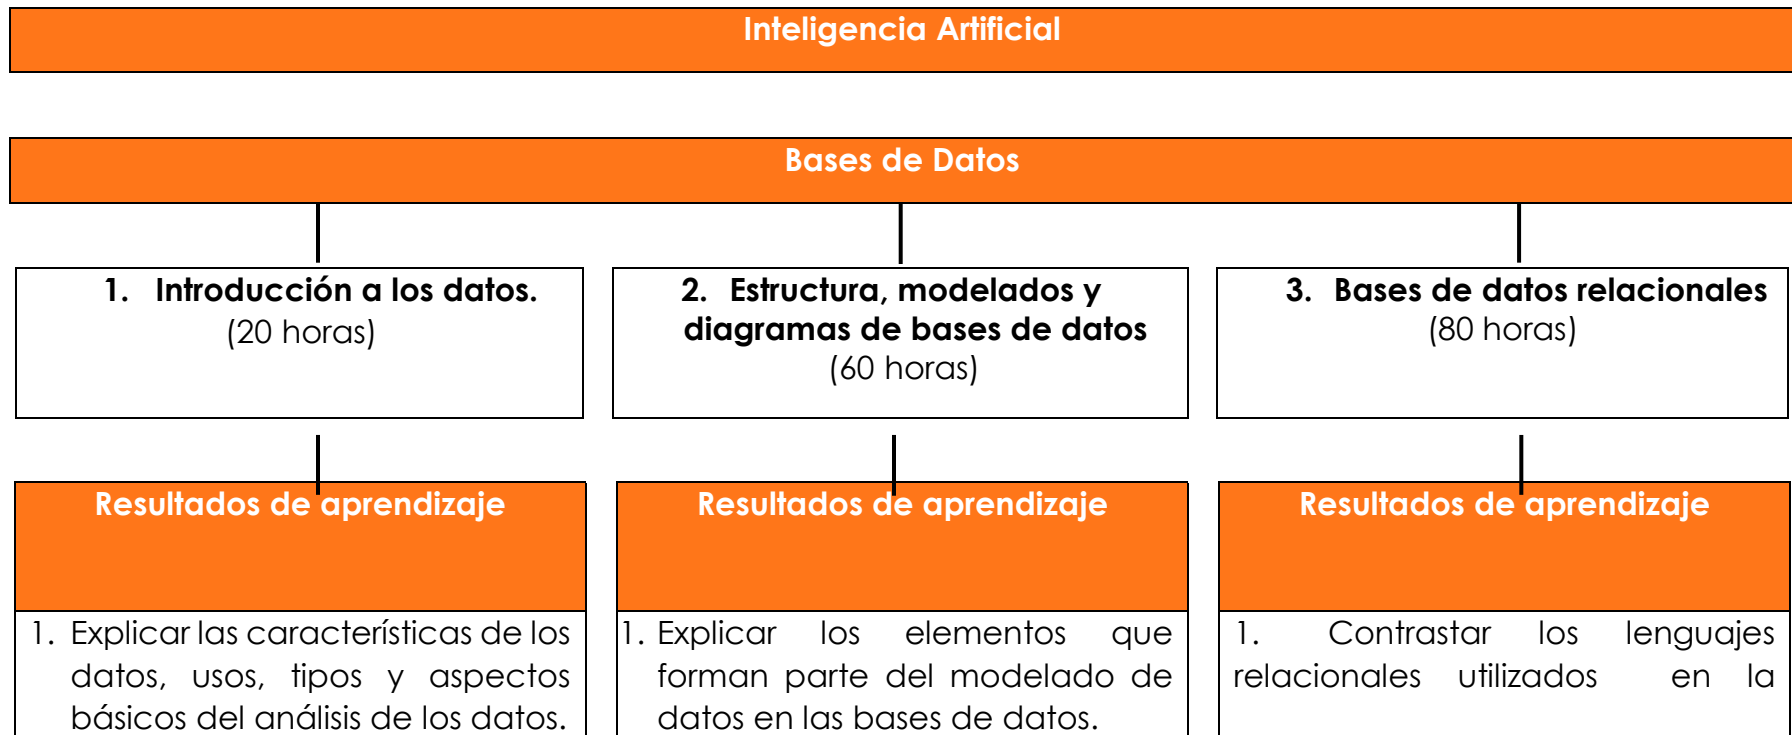 Inteligencia Artificial
Bases de Datos
1. Introducción a los datos.
(20 horas)
2. Estructura, modelados y
diagramas de bases de datos
(60 horas)
3. Bases de datos relacionales
(80 horas)
Resultados de aprendizaje
1. Explicar las características de los
datos, usos, tipos y aspectos
básicos del análisis de los datos.
Resultados de aprendizaje
1. Explicar los elementos que
forman parte del modelado de
datos en las bases de datos.
Resultados de aprendizaje
1. Contrastar los lenguajes
relacionales utilizados en la